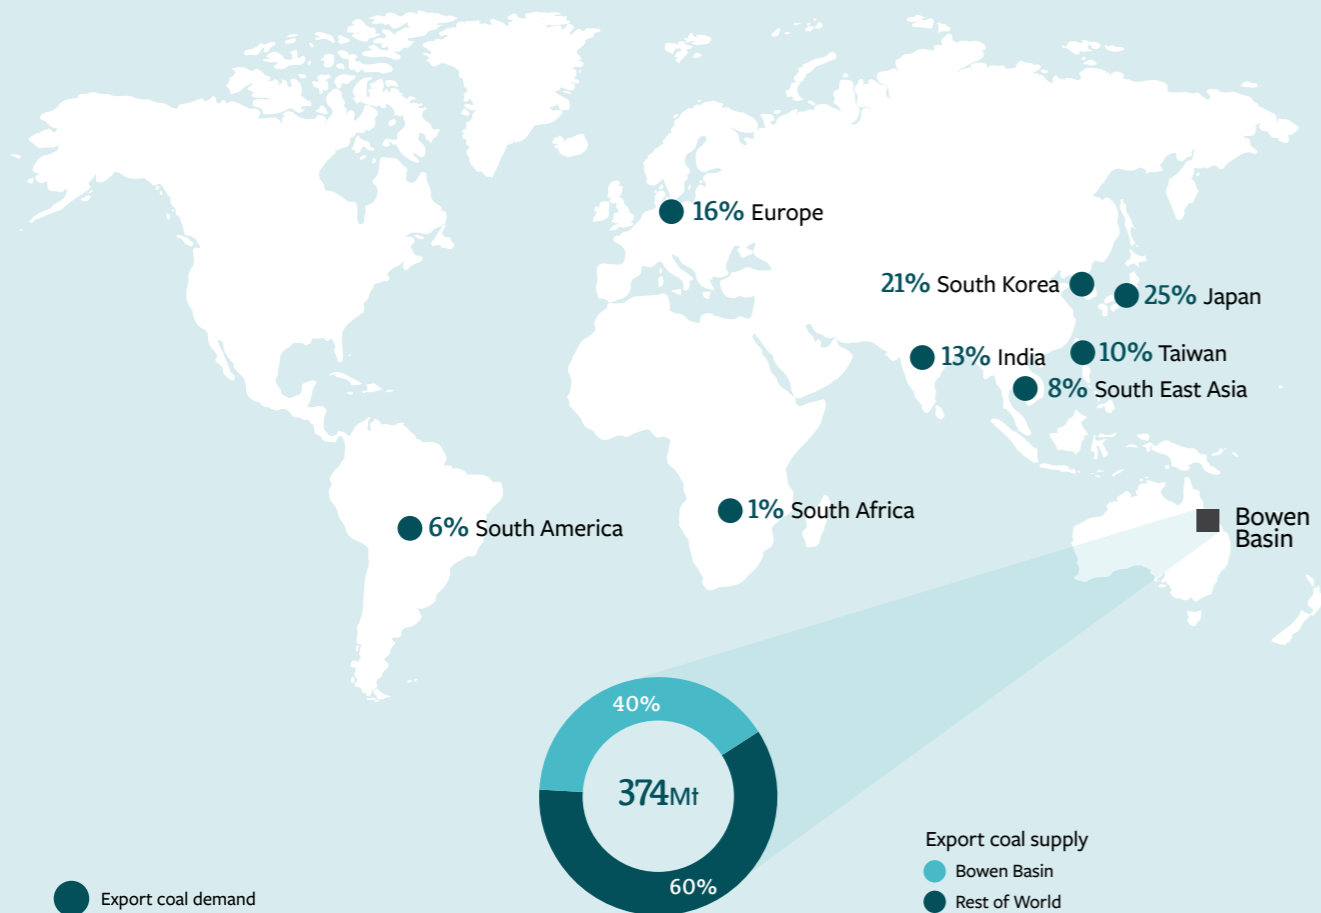 16% Europe
21% South Korea
25% Japan
13% India
10% Taiwan
8% South East Asia
1% South Africa
6% South America
Bowen
Basin
40%
374Mt
60%
Export coal supply
Bowen Basin
Rest of World
Export coal demand